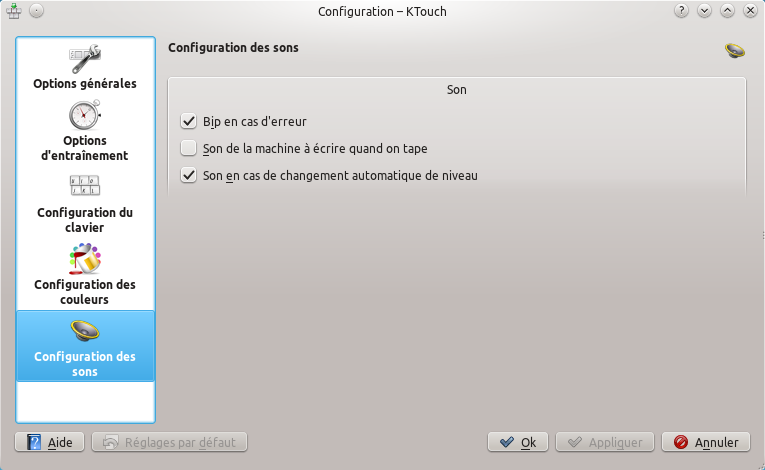 Configuration – KTouch
Options générales
Options
d'entraînement
Configuration du
clavier
Configuration des
couleurs
Configuration des
sons
Configuration des sons
Son
Bip en cas d'erreur
Son de la machine à écrire quand on tape
Son en cas de changement automatique de niveau
Aide
Réglages par défaut
Ok
Appliquer
Annuler